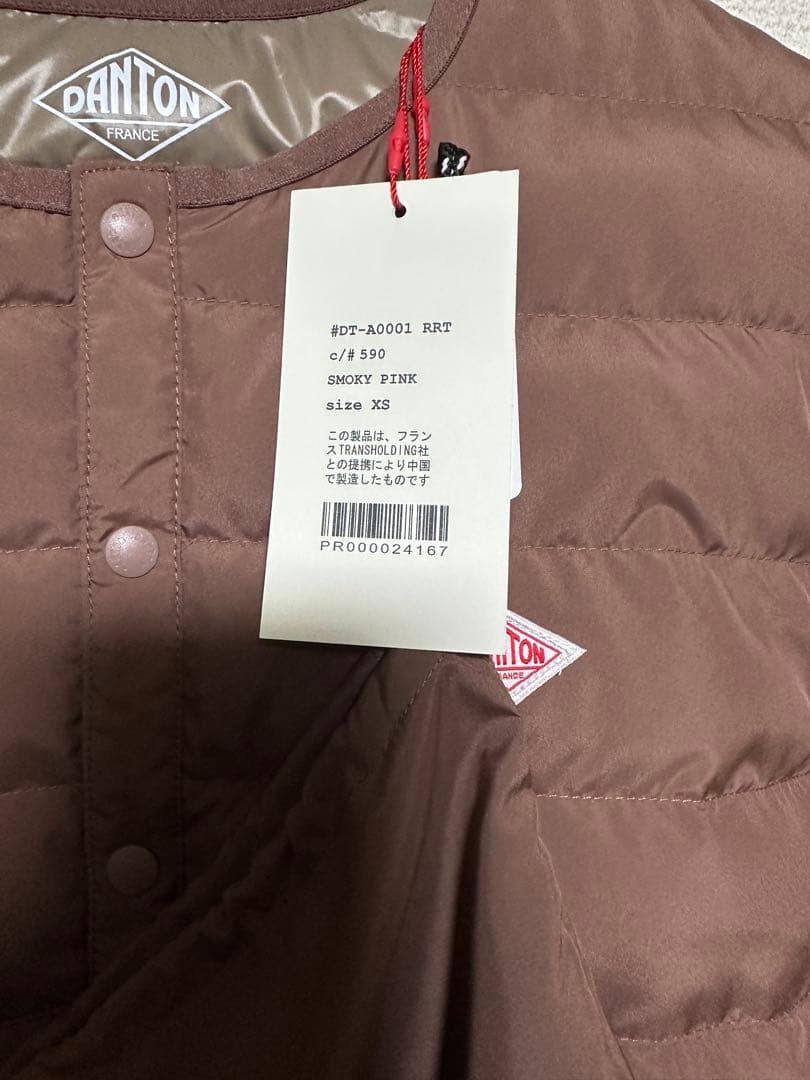 DANTON
FRANCE
#DT-A0001 RRT
c/# 590
SMOKY PINK
size XS
この製品は、フラン
スTRANSHOLDING社
との提携により中国
で製造したものです
PR000024167